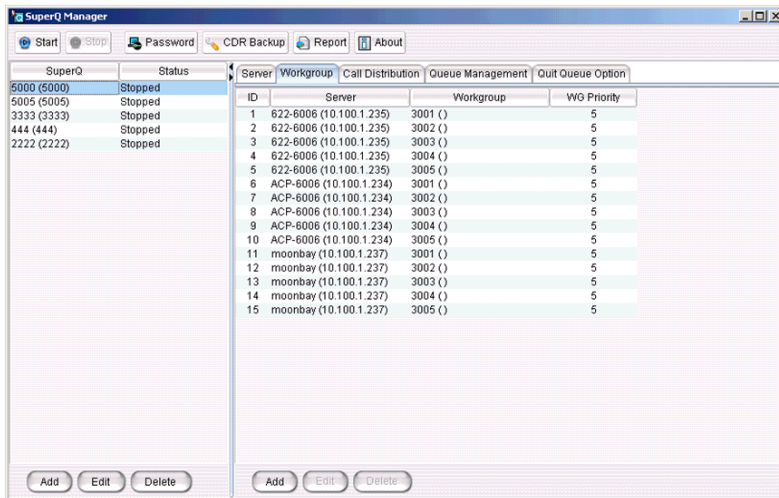 SuperQ Manager
Start Stop Password CDR Backup Report About
SuperQ Status
5000 (5000) Stopped
5005 (5005) Stopped
3333 (3333) Stopped
444 (444) Stopped
2222 (2222) Stopped
Add Edit Delete
Server Workgroup Call Distribution Queue Management Quit Queue Option
ID Server Workgroup WG Priority
1 622-6006 (10.100.1.235) 3001 () 5
2 622-6006 (10.100.1.235) 3002 () 5
3 622-6006 (10.100.1.235) 3003 () 5
4 622-6006 (10.100.1.235) 3004 () 5
5 622-6006 (10.100.1.235) 3005 () 5
6 ACP-6006 (10.100.1.234) 3001 () 5
7 ACP-6006 (10.100.1.234) 3002 () 5
8 ACP-6006 (10.100.1.234) 3003 () 5
9 ACP-6006 (10.100.1.234) 3004 () 5
10 ACP-6006 (10.100.1.234) 3005 () 5
11 moonbay (10.100.1.237) 3001 () 5
12 moonbay (10.100.1.237) 3002 () 5
13 moonbay (10.100.1.237) 3003 () 5
14 moonbay (10.100.1.237) 3004 () 5
15 moonbay (10.100.1.237) 3005 () 5
Add Edit Delete